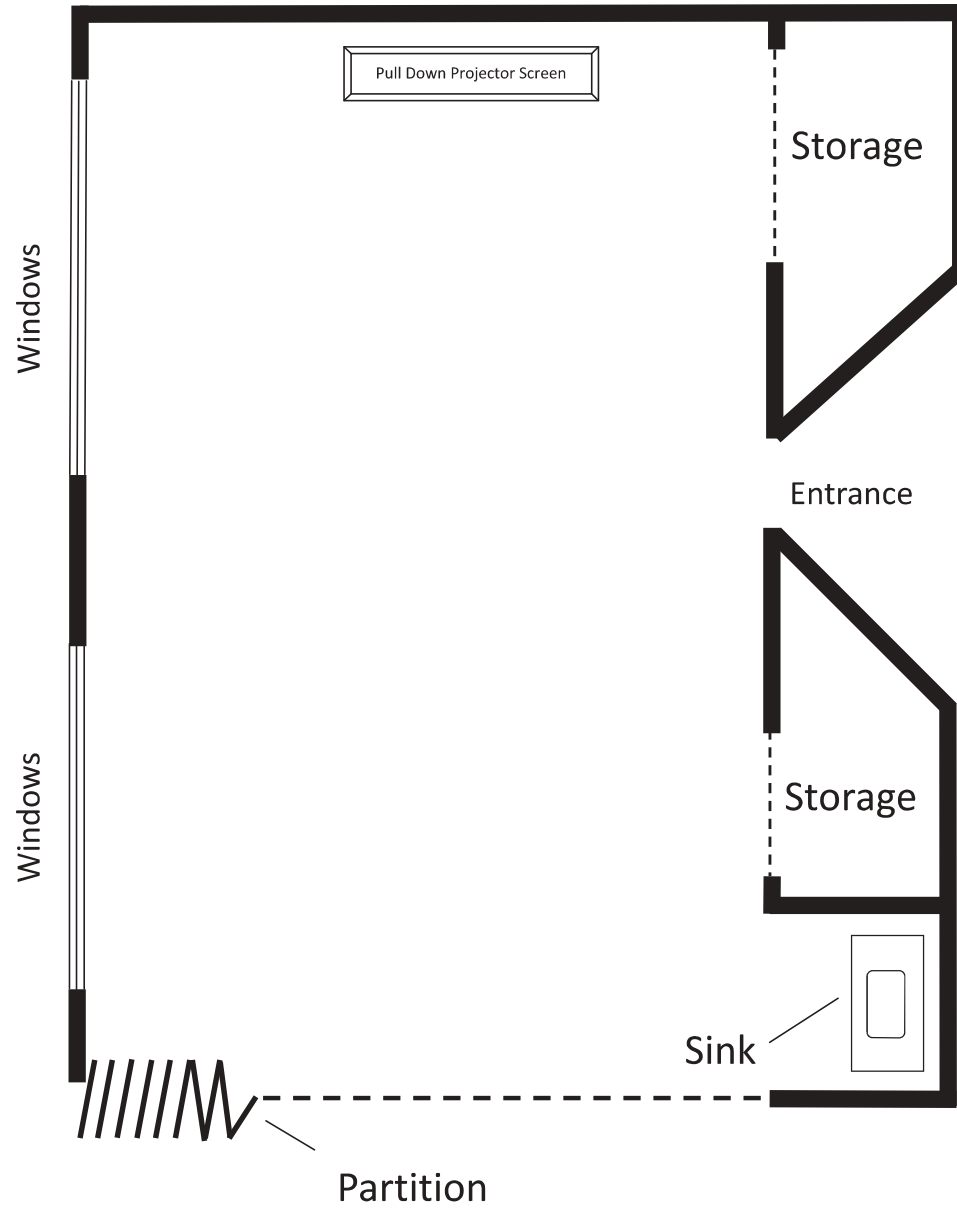 Pull Down Projector Screen
Storage
Windows
Entrance
Windows
Storage
Sink
Partition